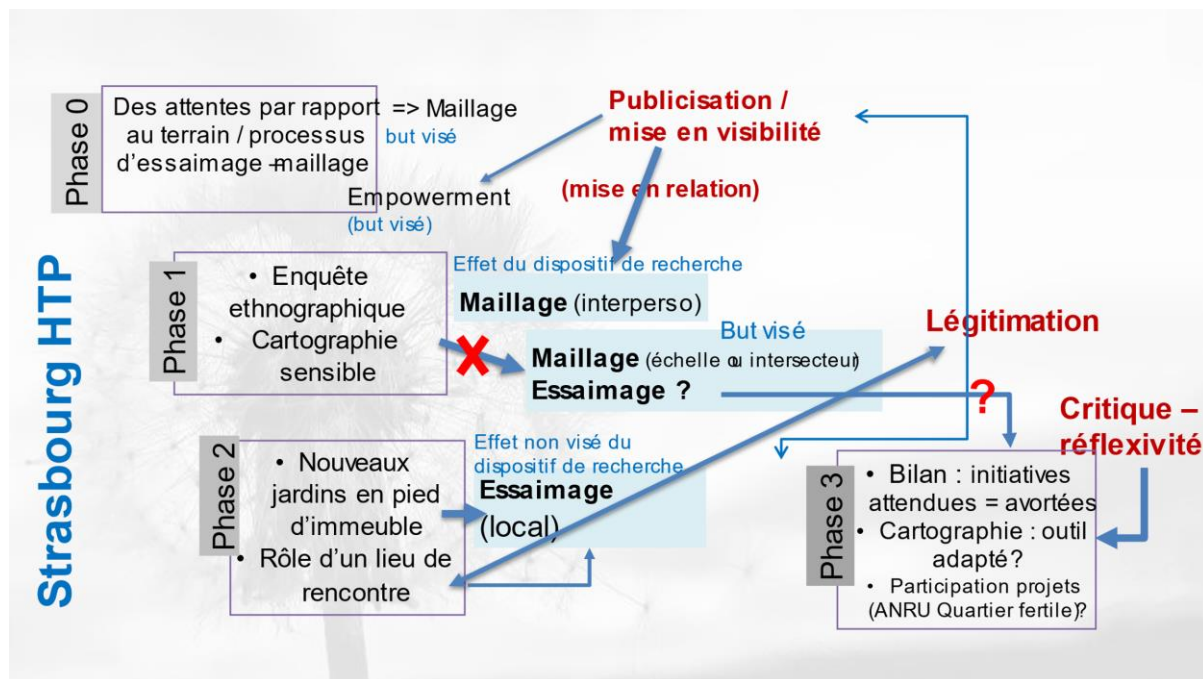 Strasbourg HTP
Phase 0
Des attentes par rapport
au terrain / processus
d'essaimage –maillage
=> Maillage
but visé
Publicisation /
mise en visibilité
(mise en relation)
Empowerment
(but visé)
Phase 1
• Enquête
ethnographique
• Cartographie
sensible
Effet du dispositif de recherche
Maillage (interperso)
But visé
Maillage (échelle ou intersecteur)
Essaimage ?
Légitimation
?
Critique –
réflexivité
Phase 2
• Nouveaux
jardins en pied
d'immeuble
• Rôle d'un lieu de
rencontre
Effet non visé du
dispositif de recherche
Essaimage
(local)
Phase 3
• Bilan : initiatives
attendues = avortées
• Cartographie : outil
adapté?
• Participation projets
(ANRU Quartier fertile)?